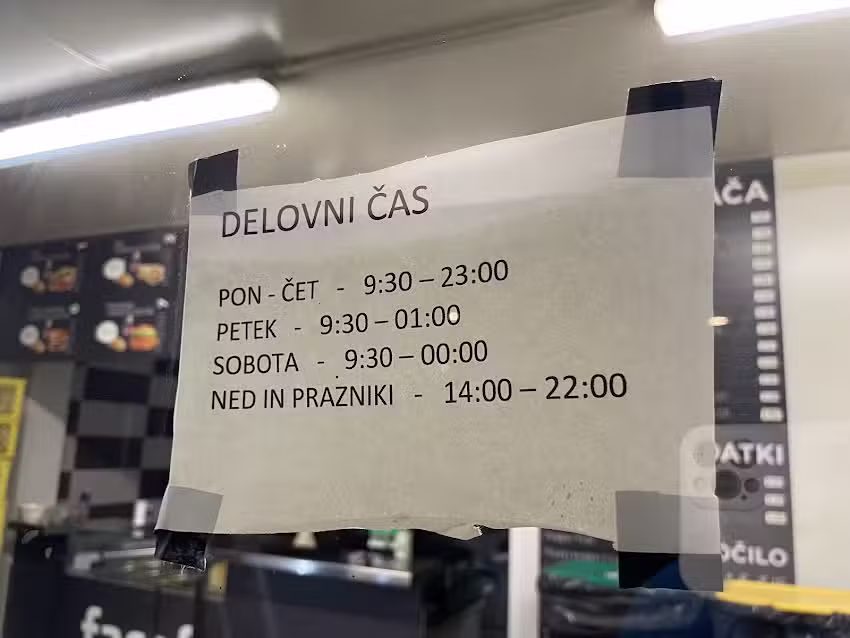 DELOVNI ČAS
PON - ČET - 9:30 – 23:00
PETEK - 9:30 – 01:00
SOBOTA - 9:30 – 00:00
NED IN PRAZNIKI - 14:00 – 22:00